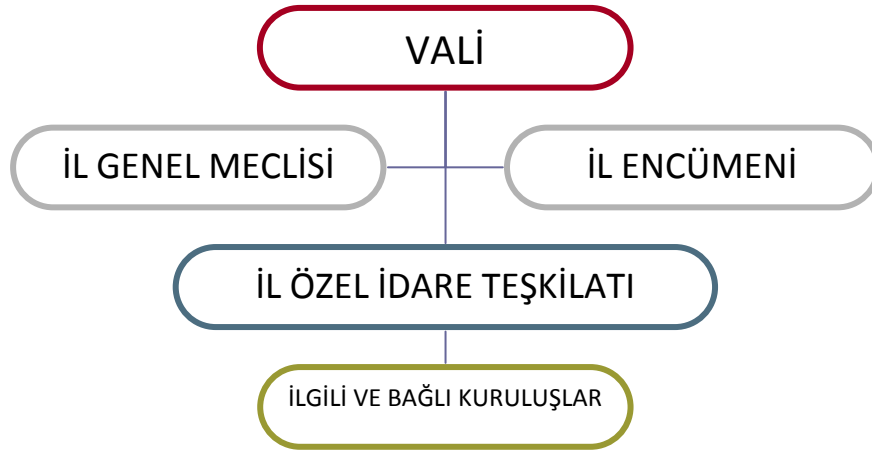 VALİ
İL GENEL MECLİSİ
İL ENCÜMENİ
İL ÖZEL İDARE TEŞKİLATI
İLGİLİ VE BAĞLI KURULUŞLAR